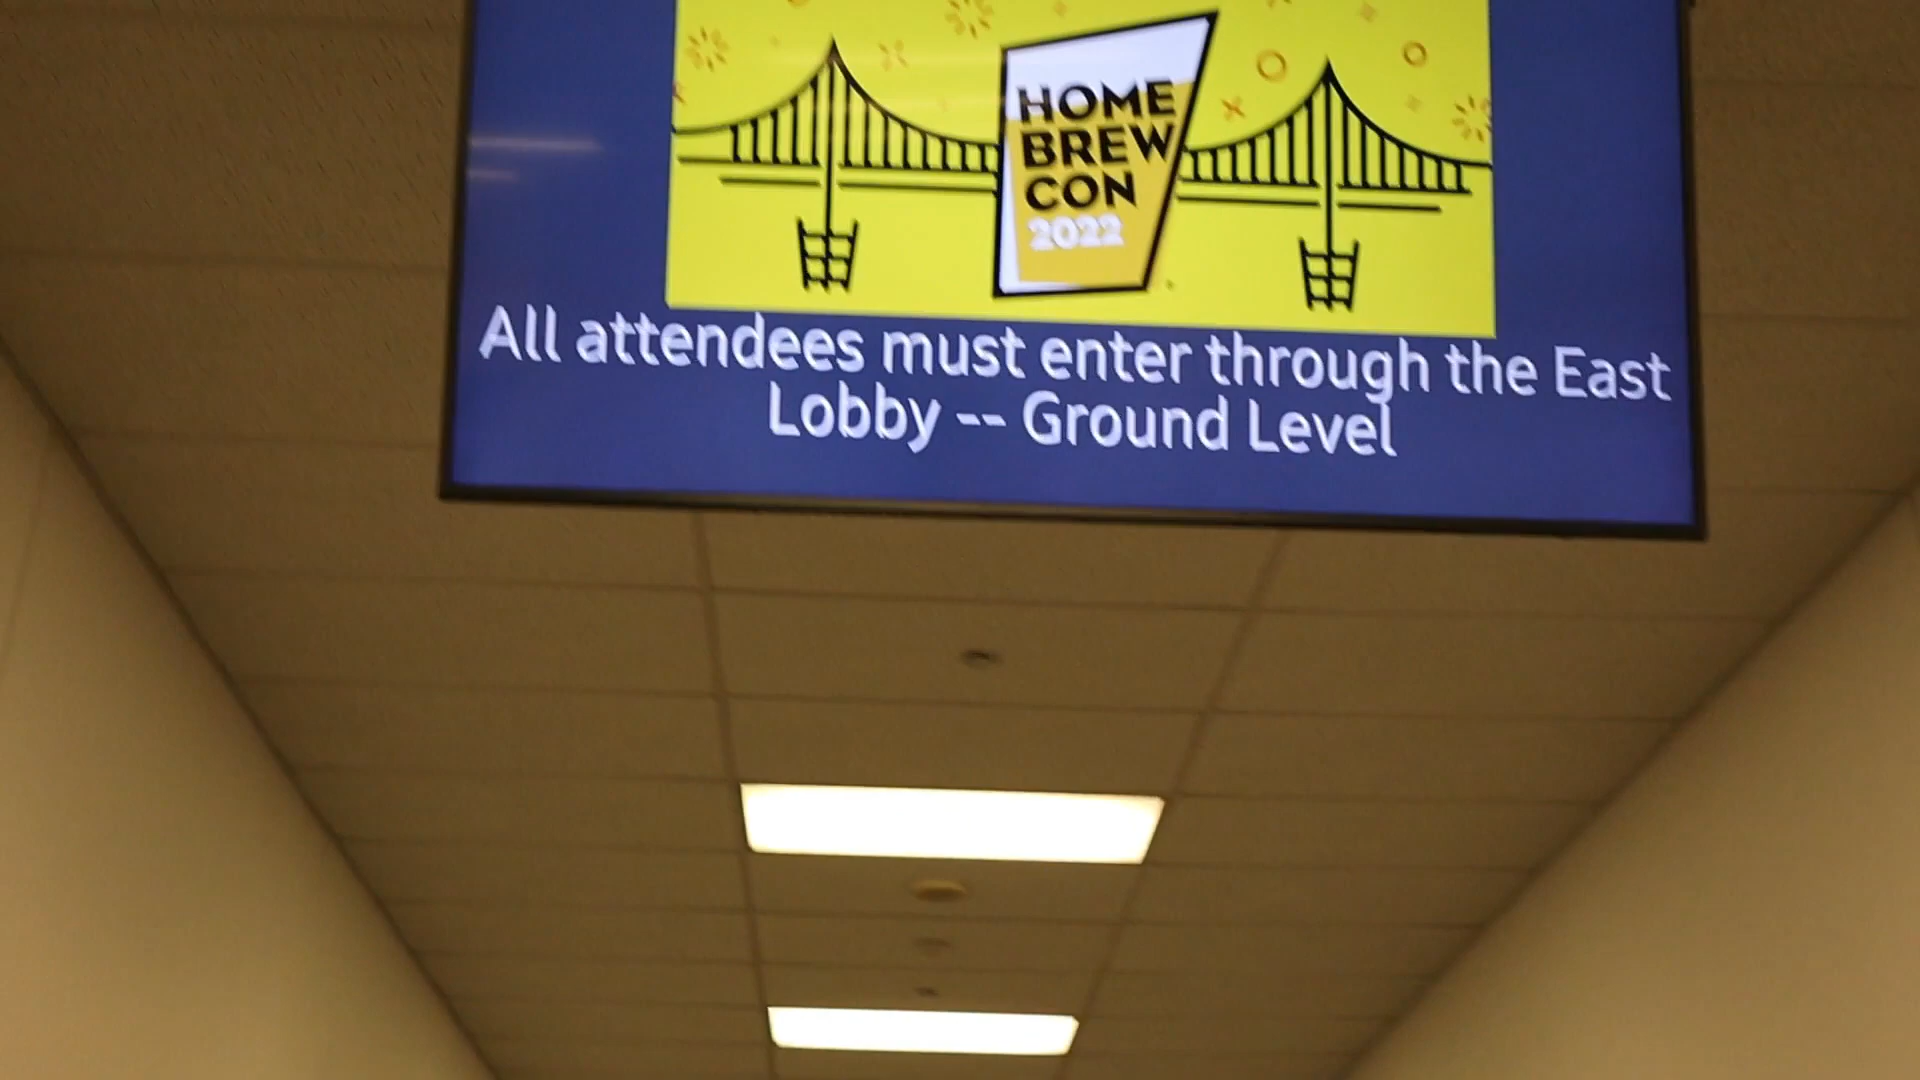 HOME
BREW
CON
2022
All attendees must enter through the East
Lobby -- Ground Level